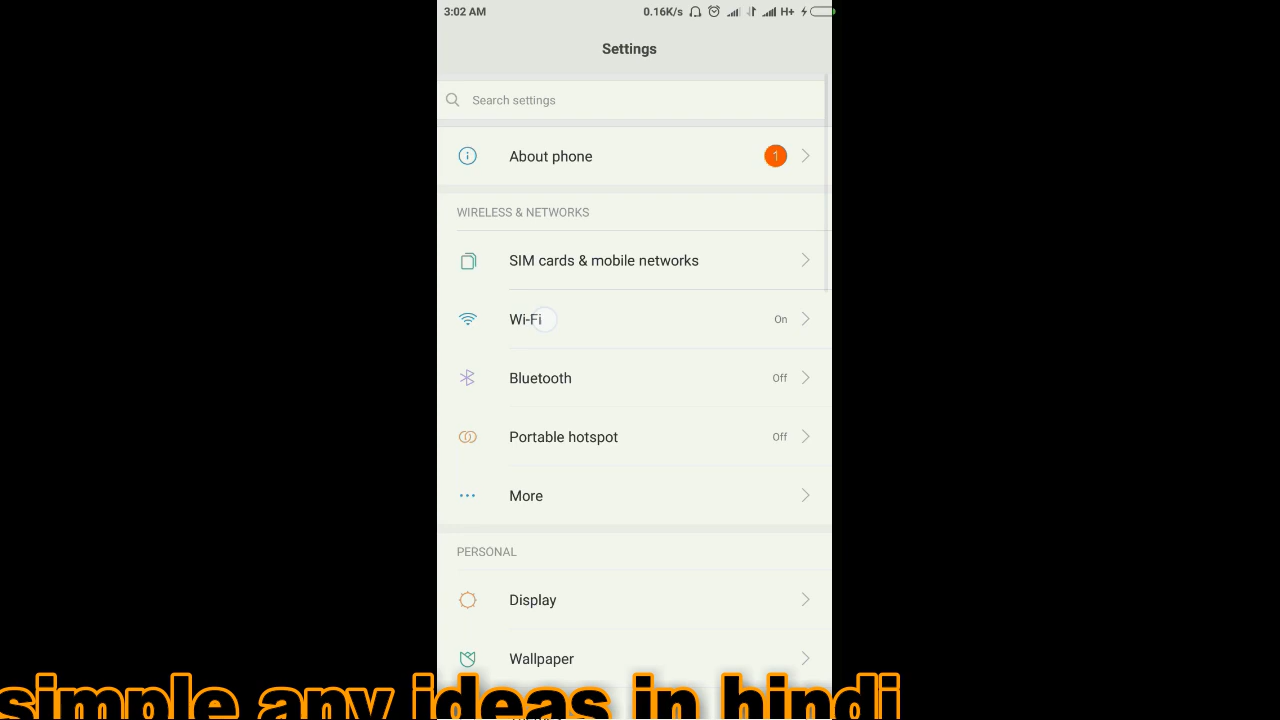 3:02 AM 0.16K/s H+
Settings
Search settings
About phone 1
WIRELESS & NETWORKS
SIM cards & mobile networks
Wi-Fi On
Bluetooth Off
Portable hotspot Off
More
PERSONAL
Display
Wallpaper
simple any ideas in hindi